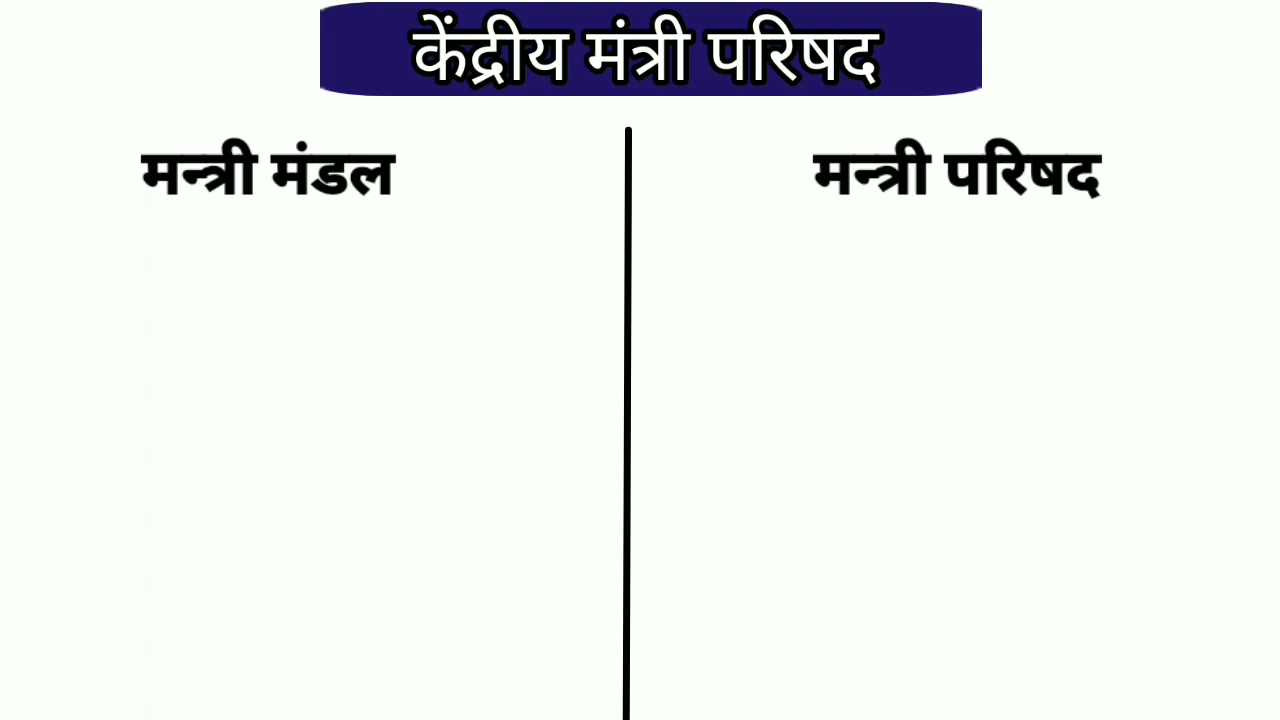 केंद्रीय मंत्री परिषद
मन्त्री मंडल
मन्त्री परिषद